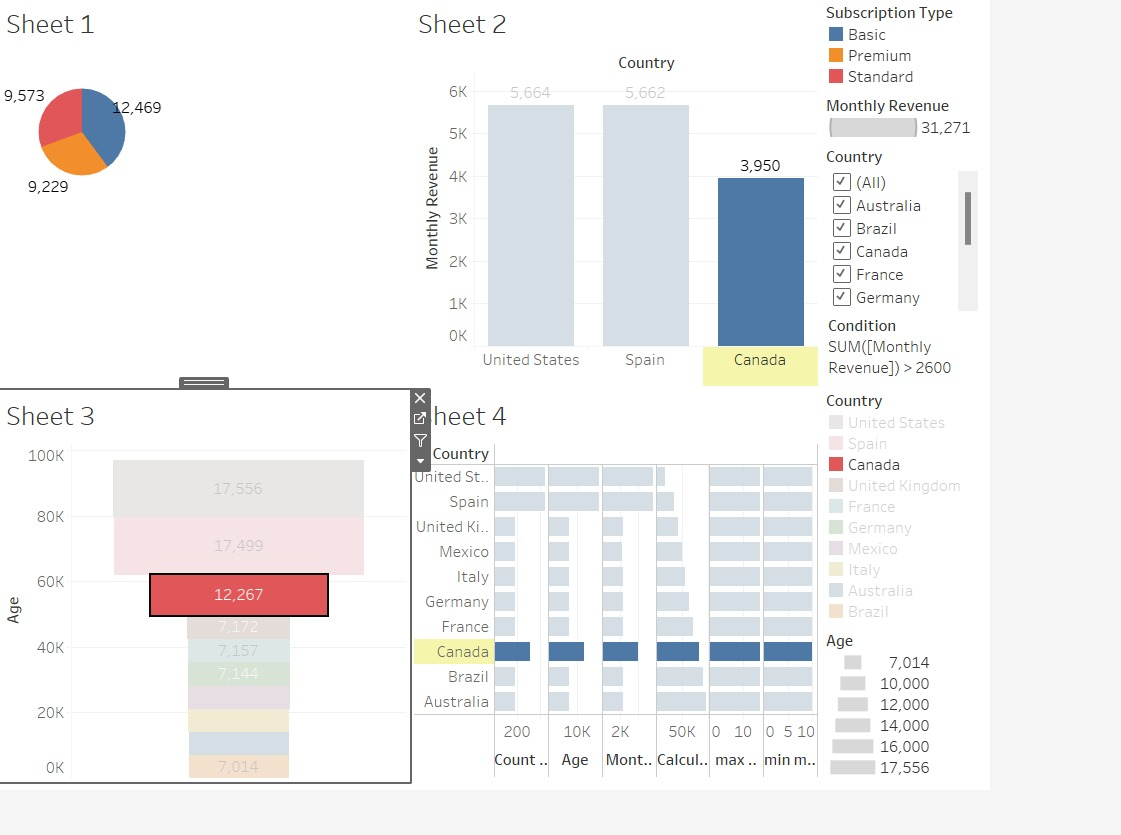 Sheet 1
9,573
12,469
9,229
Sheet 2
Country
Monthly Revenue
6K
5K
4K
3K
2K
1K
0K
5,664
5,662
3,950
United States
Spain
Canada
Subscription Type
Basic
Premium
Standard
Monthly Revenue
31,271
Country
(All)
Australia
Brazil
Canada
France
Germany
Condition
SUM([Monthly
Revenue]) > 2600
Country
United States
Spain
Canada
United Kingdom
France
Germany
Mexico
Italy
Australia
Brazil
Age
7,014
10,000
12,000
14,000
16,000
17,556
Sheet 3
Age
100K
80K
60K
40K
20K
0K
17,556
17,499
12,267
7,172
7,157
7,144
7,014
heet 4
Country
United St..
Spain
United Ki..
Mexico
Italy
Germany
France
Canada
Brazil
Australia
200 10K 2K 50K 0 10 0 5 10
Count .. Age Mont.. Calcul.. max .. min m..